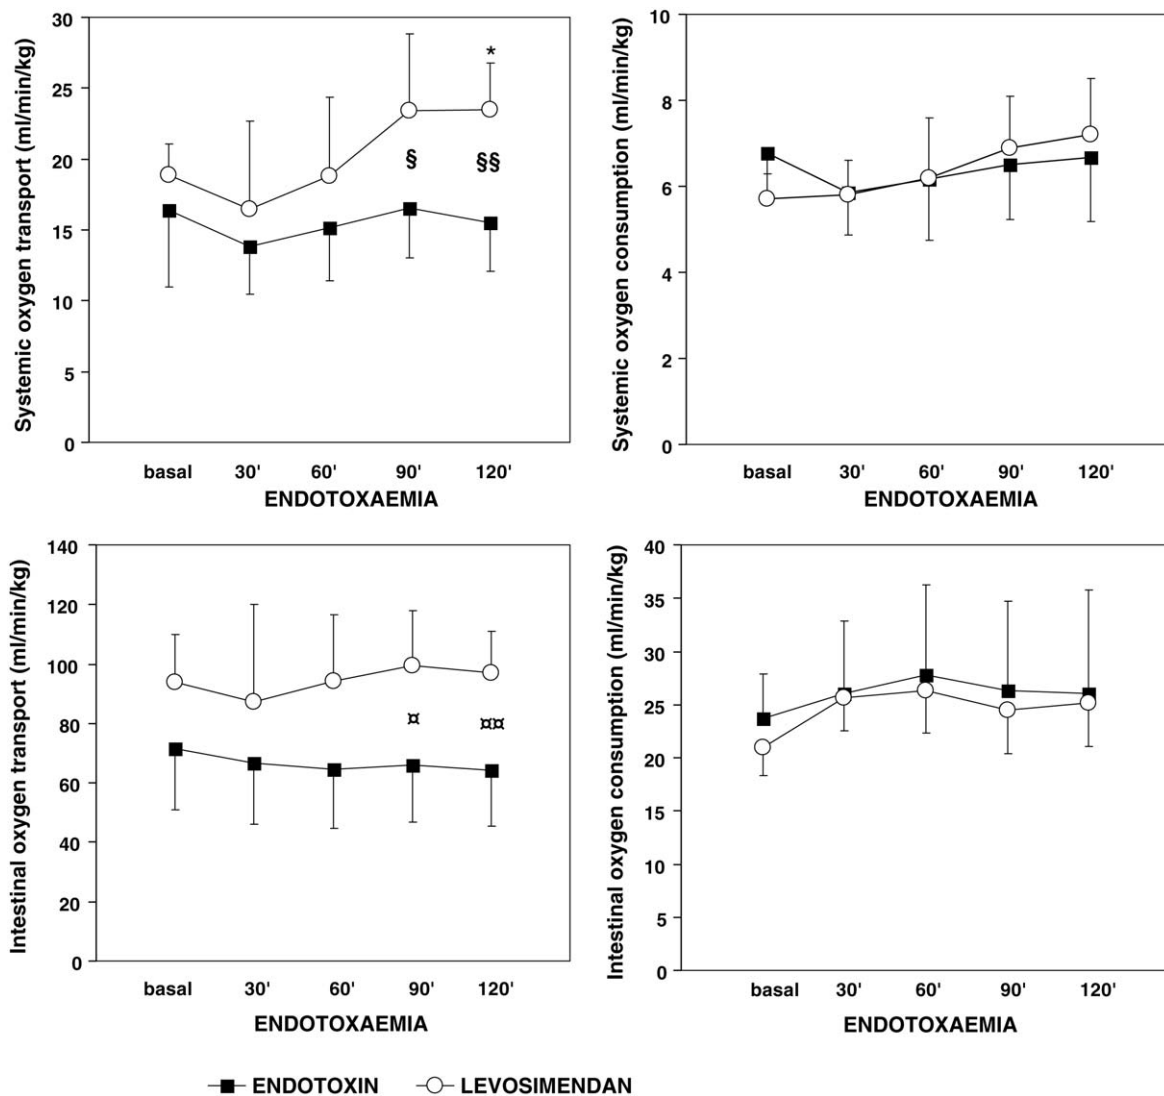 Systemic oxygen transport (ml/min/kg)
30
25
20
15
10
5
0
*
§
§§
basal 30' 60' 90' 120'
ENDOTOXAEMIA
Systemic oxygen consumption (ml/min/kg)
10
8
6
4
2
0
basal 30' 60' 90' 120'
ENDOTOXAEMIA
Intestinal oxygen transport (ml/min/kg)
140
120
100
80
60
40
20
0
¤
¤¤
basal 30' 60' 90' 120'
ENDOTOXAEMIA
Intestinal oxygen consumption (ml/min/kg)
40
35
30
25
20
15
10
5
0
basal 30' 60' 90' 120'
ENDOTOXAEMIA
ENDOTOXIN LEVOSIMENDAN